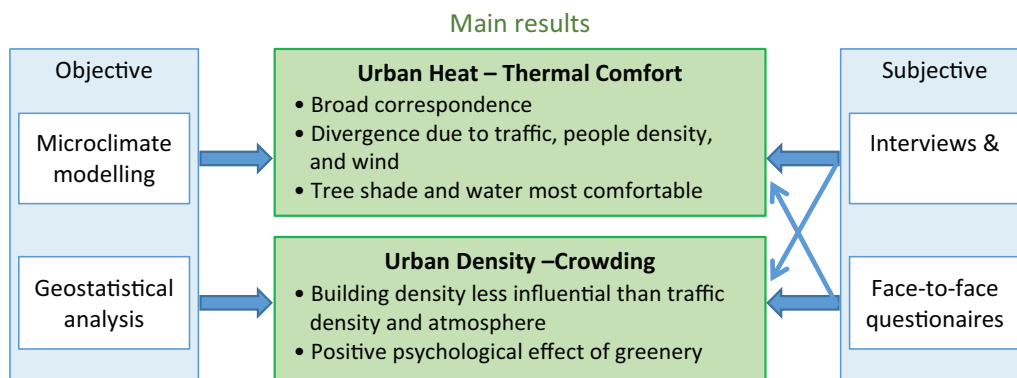 Main results
Objective
Microclimate
modelling
Geostatistical
analysis
Urban Heat – Thermal Comfort
• Broad correspondence
• Divergence due to traffic, people density,
and wind
• Tree shade and water most comfortable
Urban Density –Crowding
• Building density less influential than traffic
density and atmosphere
• Positive psychological effect of greenery
Subjective
Interviews &
Face-to-face
questionaires